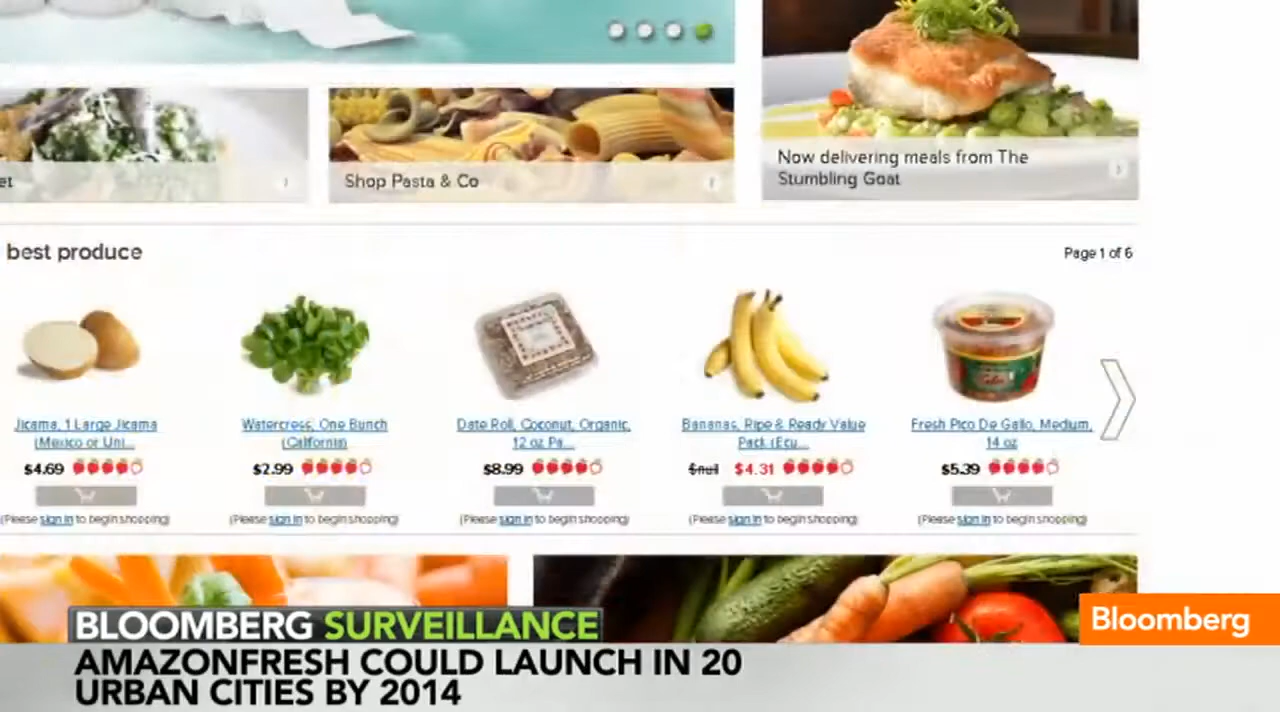 et
Shop Pasta & Co
Now delivering meals from The
Stumbling Goat
best produce
Page 1 of 6
Jicama, 1 Large Jicama
(Mexico or Uni...
$4.69
(Please sign in to begin shopping)
Watercress, One Bunch
(California)
$2.99
(Please sign in to begin shopping)
Date Roll, Coconut, Organic,
12 oz Pa...
$8.99
(Please sign in to begin shopping)
Bananas, Ripe & Ready Value
Pack (Ecu...
$null $4.31
(Please sign in to begin shopping)
Fresh Pico De Gallo, Medium,
14 oz
$5.39
(Please sign in to begin shopping)
BLOOMBERG SURVEILLANCE
Bloomberg
AMAZONFRESH COULD LAUNCH IN 20
URBAN CITIES BY 2014